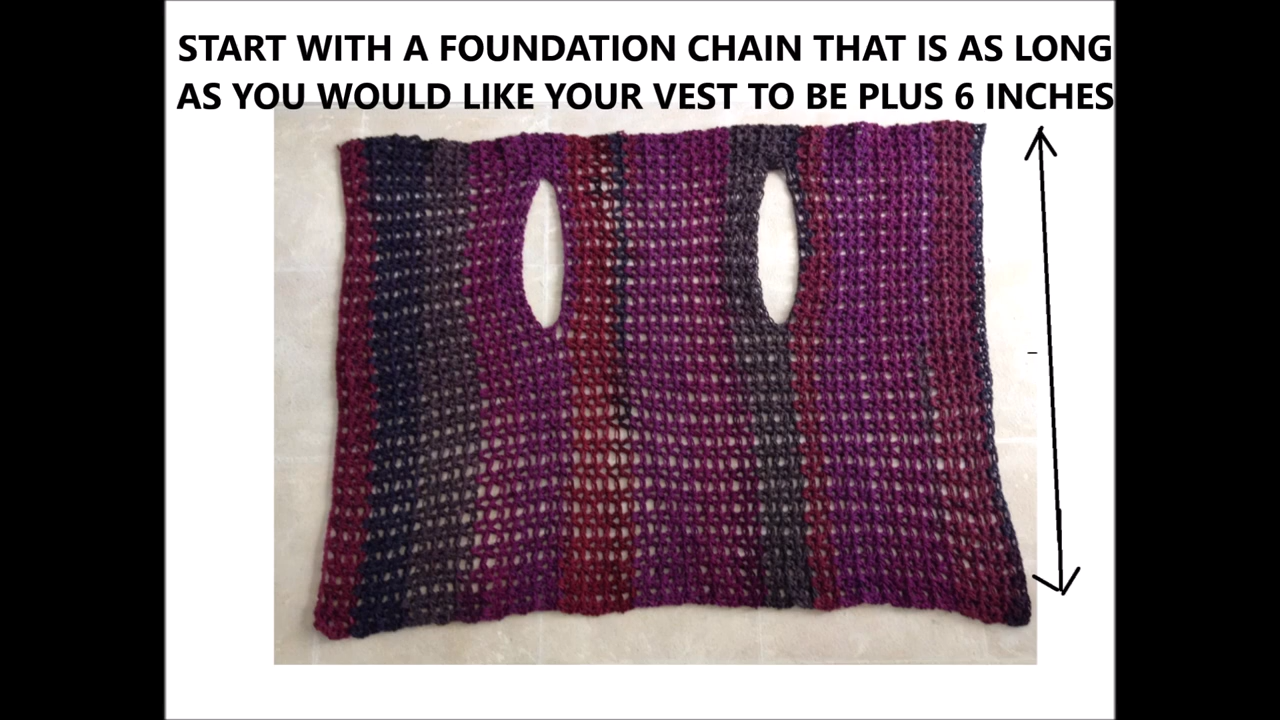 START WITH A FOUNDATION CHAIN THAT IS AS LONG
AS YOU WOULD LIKE YOUR VEST TO BE PLUS 6 INCHES